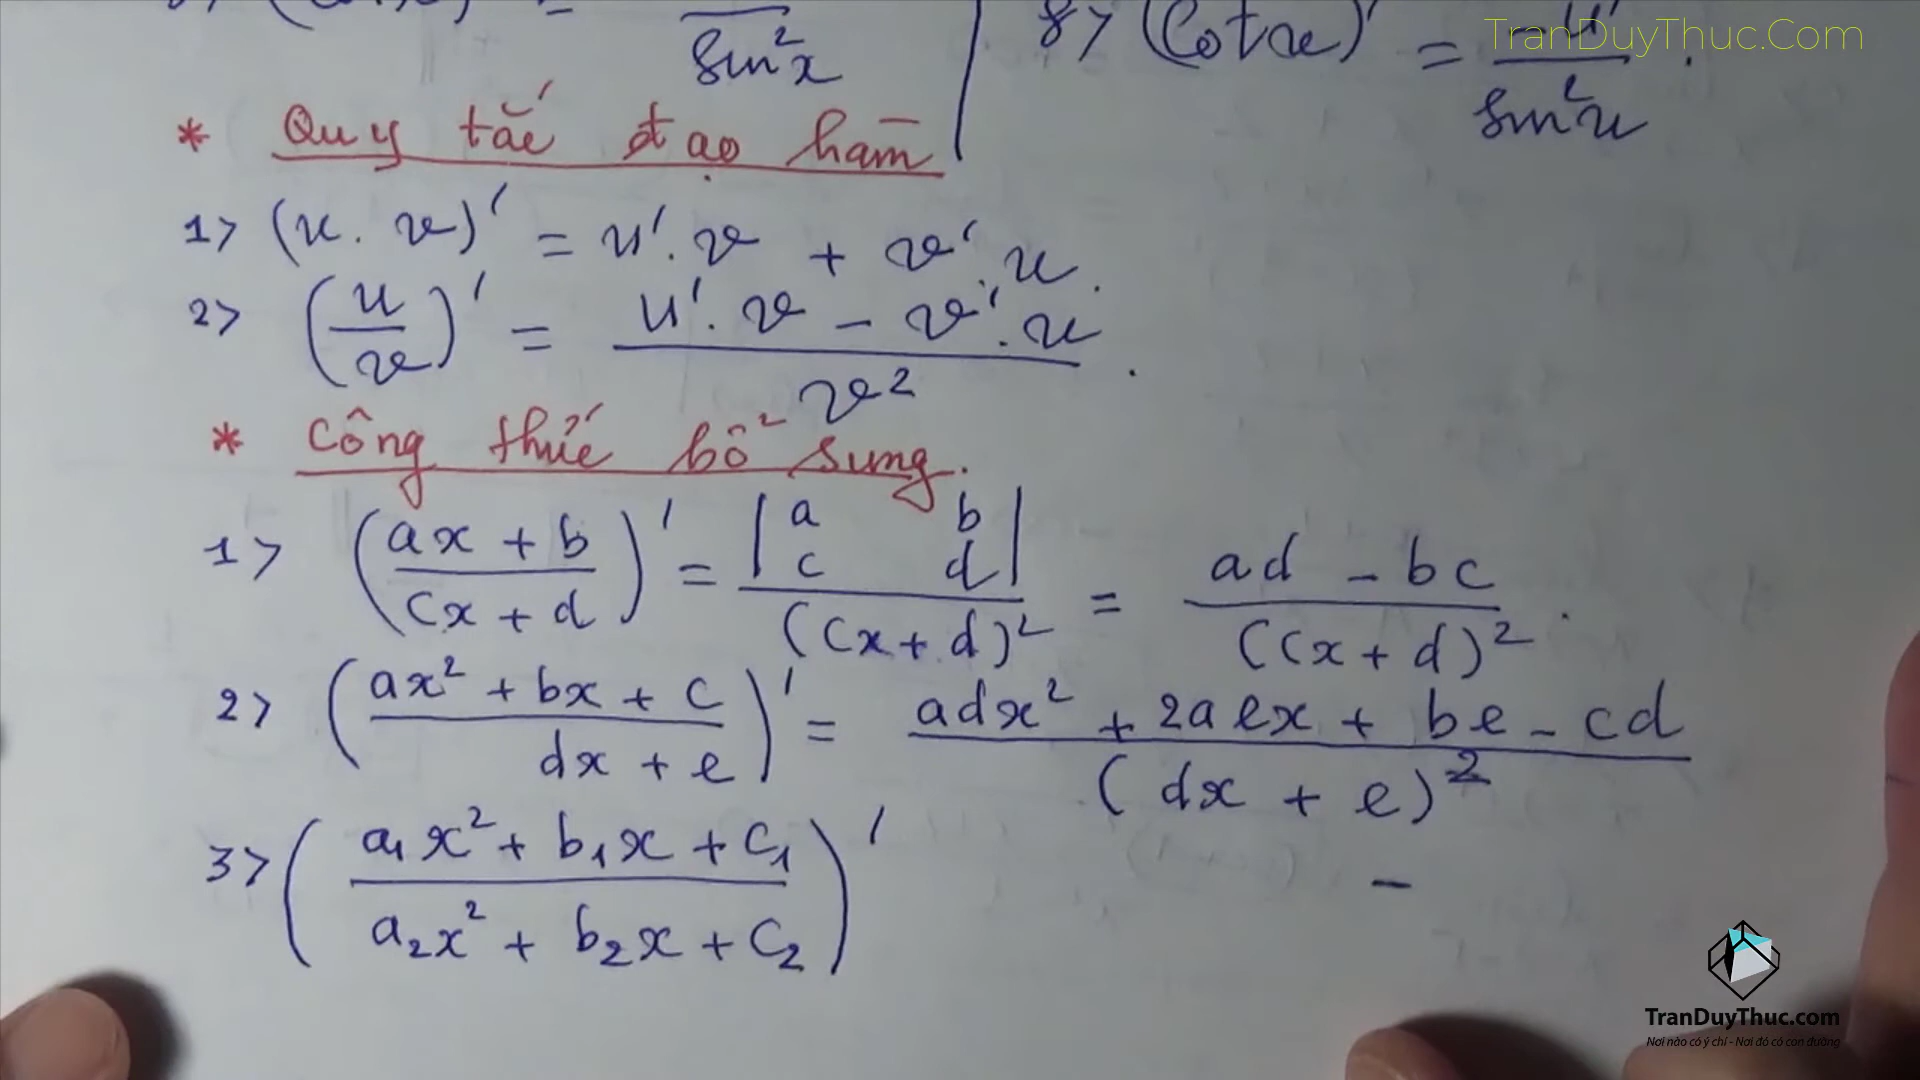 sin²x
8> (Cotu)' = -u'/sin²u .
TranDuyThuc.Com
* Quy tắc đạo hàm
1> (u . v)' = u'.v + v'.u .
2> (u/v)' = (u'.v - v'.u)/v² .
* Công thức bổ sung.
1> ((ax + b)/(cx + d))' = |a b; c d|/(cx + d)² = (ad - bc)/(cx + d)² .
2> ((ax² + bx + c)/(dx + e))' = (adx² + 2aex + be - cd)/(dx + e)²
3> ((a₁x² + b₁x + c₁)/(a₂x² + b₂x + c₂))'
TranDuyThuc.com
Nơi nào có ý chí - Nơi đó có con đường